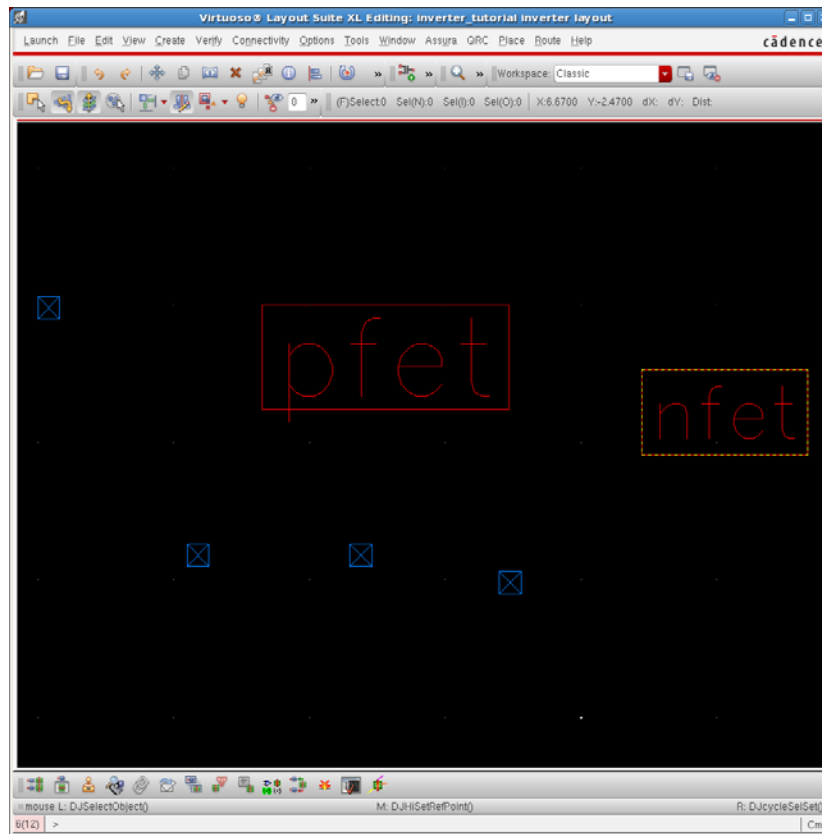 Virtuoso® Layout Suite XL Editing: inverter_tutorial inverter layout
Launch File Edit View Create Verify Connectivity Options Tools Window Assura QRC Place Route Help cādence
» » » Workspace: Classic
0 » (F)Select:0 Sel(N):0 Sel(I):0 Sel(O):0 X:6.6700 Y:-2.4700 dX: dY: Dist:
pfet
nfet
mouse L: DJSelectObject() M: DJHiSetRefPoint() R: DJcycleSelSet(
6(12) > Cm